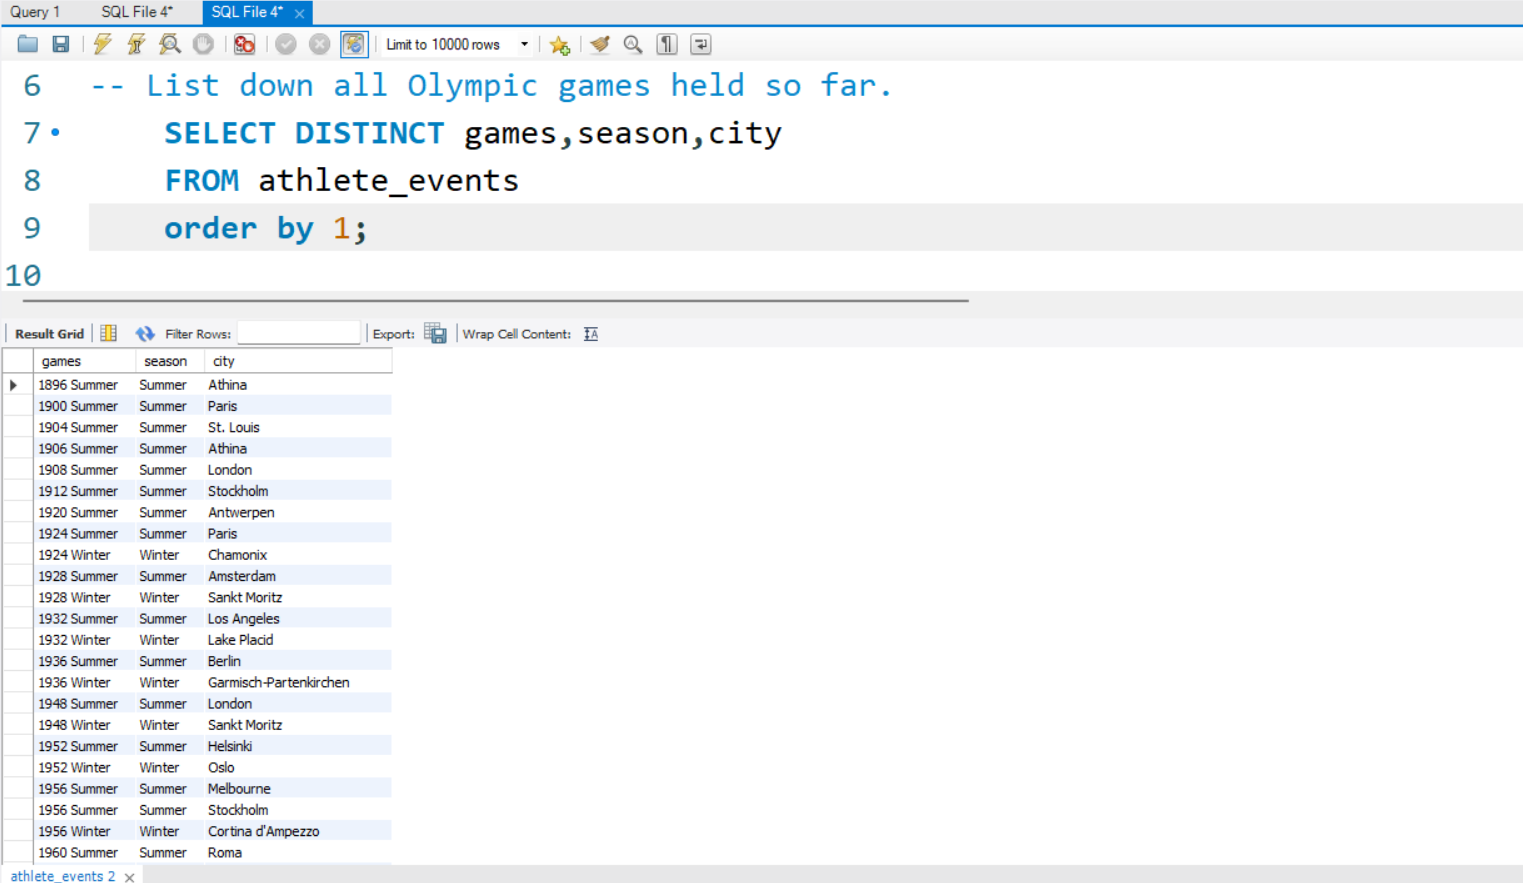 Query 1 SQL File 4* SQL File 4*
Limit to 10000 rows
6 -- List down all Olympic games held so far.
7 SELECT DISTINCT games,season,city
8 FROM athlete_events
9 order by 1;
10
Result Grid Filter Rows: Export: Wrap Cell Content:
games season city
1896 Summer Summer Athina
1900 Summer Summer Paris
1904 Summer Summer St. Louis
1906 Summer Summer Athina
1908 Summer Summer London
1912 Summer Summer Stockholm
1920 Summer Summer Antwerpen
1924 Summer Summer Paris
1924 Winter Winter Chamonix
1928 Summer Summer Amsterdam
1928 Winter Winter Sankt Moritz
1932 Summer Summer Los Angeles
1932 Winter Winter Lake Placid
1936 Summer Summer Berlin
1936 Winter Winter Garmisch-Partenkirchen
1948 Summer Summer London
1948 Winter Winter Sankt Moritz
1952 Summer Summer Helsinki
1952 Winter Winter Oslo
1956 Summer Summer Melbourne
1956 Summer Summer Stockholm
1956 Winter Winter Cortina d'Ampezzo
1960 Summer Summer Roma
athlete_events 2